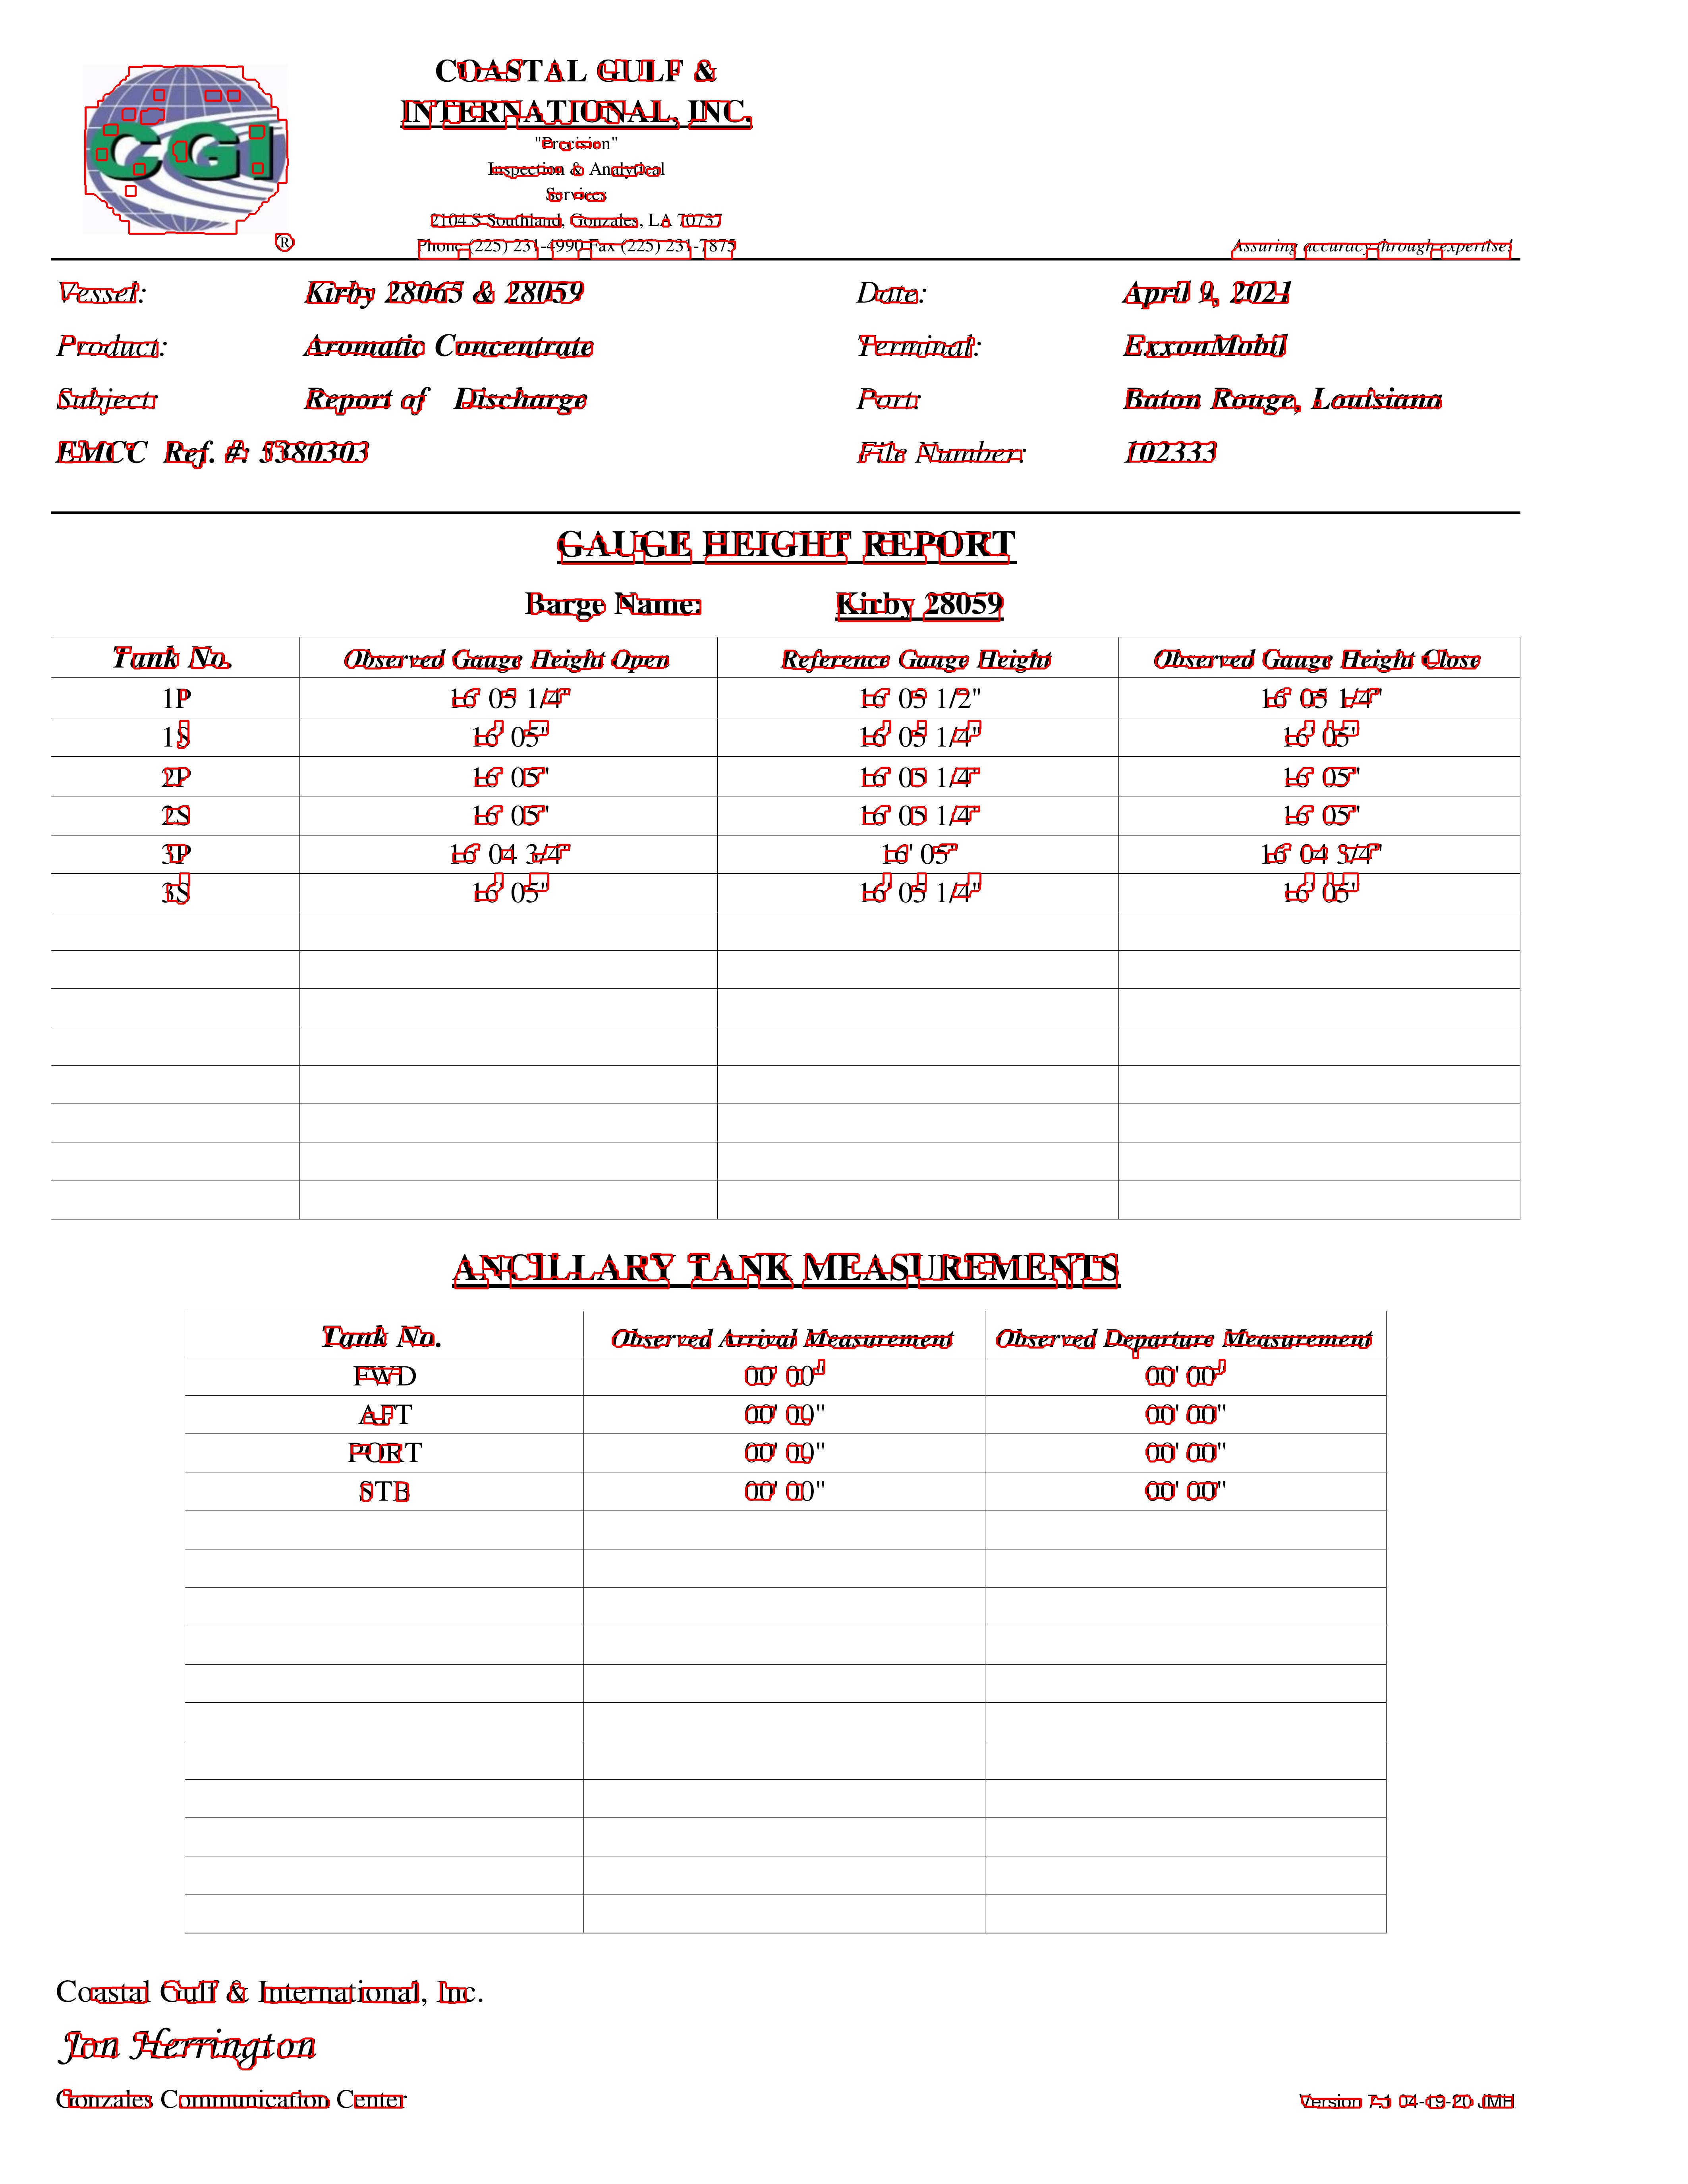 CGI
®
COASTAL GULF &
INTERNATIONAL, INC.
"Precision"
Inspection & Analytical
Services
2104 S Southland, Gonzales, LA 70737
Phone (225) 231-4990 Fax (225) 231-7875
Assuring accuracy through expertise!
Vessel: Kirby 28065 & 28059 Date: April 9, 2021
Product: Aromatic Concentrate Terminal: ExxonMobil
Subject: Report of Discharge Port: Baton Rouge, Louisiana
EMCC Ref. #: 5380303 File Number: 102333
GAUGE HEIGHT REPORT
Barge Name: Kirby 28059
Tank No. Observed Gauge Height Open Reference Gauge Height Observed Gauge Height Close
1P 16' 05 1/4" 16' 05 1/2" 16' 05 1/4"
1S 16' 05" 16' 05 1/4" 16' 05"
2P 16' 05" 16' 05 1/4" 16' 05"
2S 16' 05" 16' 05 1/4" 16' 05"
3P 16' 04 3/4" 16' 05" 16' 04 3/4"
3S 16' 05" 16' 05 1/4" 16' 05"
ANCILLARY TANK MEASUREMENTS
Tank No. Observed Arrival Measurement Observed Departure Measurement
FWD 00' 00" 00' 00"
AFT 00' 00" 00' 00"
PORT 00' 00" 00' 00"
STB 00' 00" 00' 00"
Coastal Gulf & International, Inc.
Jon Herrington
Gonzales Communication Center
Version 7.1 04-19-20 JMH